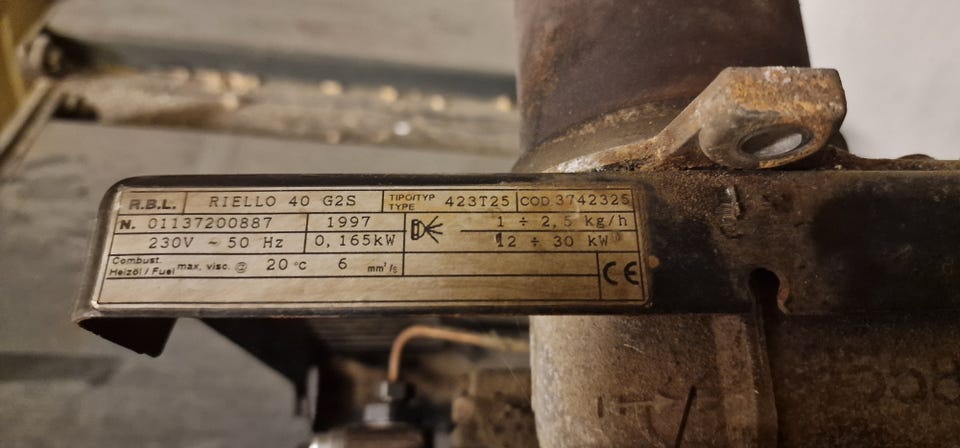 R.B.L. RIELLO 40 G2S TIPO/TYP TYPE 423T25 COD 3742325
N. 01137200887 1997 1 ÷ 2,5 kg/h
230V ~ 50 Hz 0,165kW 12 ÷ 30 kW
Combust. Heizöl / Fuel max. visc. @ 20 °C 6 mm²/s
CE